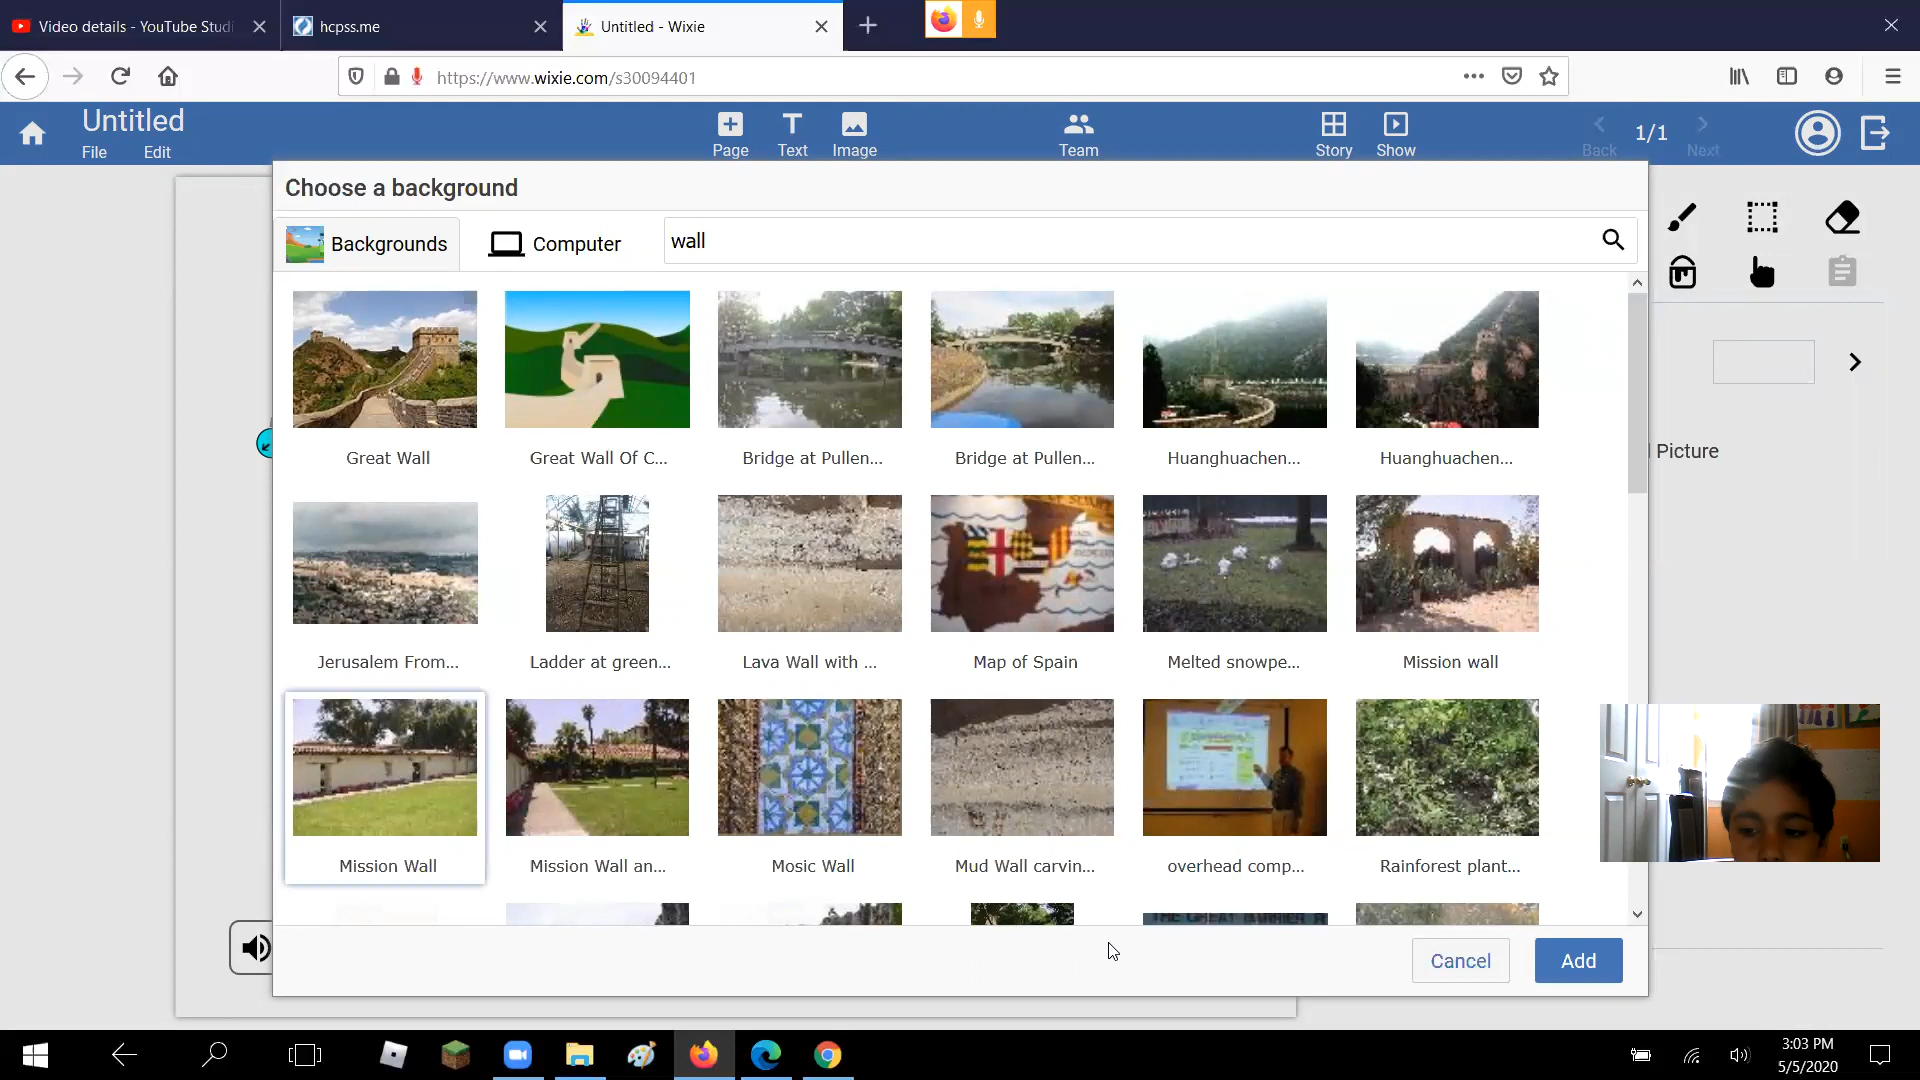 Video details - YouTube Studi
hcpss.me
Untitled - Wixie
https://www.wixie.com/s30094401
Untitled
File
Edit
Page
Text
Image
Team
Story
Show
Back
1/1
Next
Choose a background
Backgrounds
Computer
wall
Great Wall
Great Wall Of C...
Bridge at Pullen...
Bridge at Pullen...
Huanghuachen...
Huanghuachen...
Picture
Jerusalem From...
Ladder at green...
Lava Wall with ...
Map of Spain
Melted snowpe...
Mission wall
Mission Wall
Mission Wall an...
Mosic Wall
Mud Wall carvin...
overhead comp...
Rainforest plant...
THE GREAT BURRIER R
Cancel
Add
3:03 PM
5/5/2020